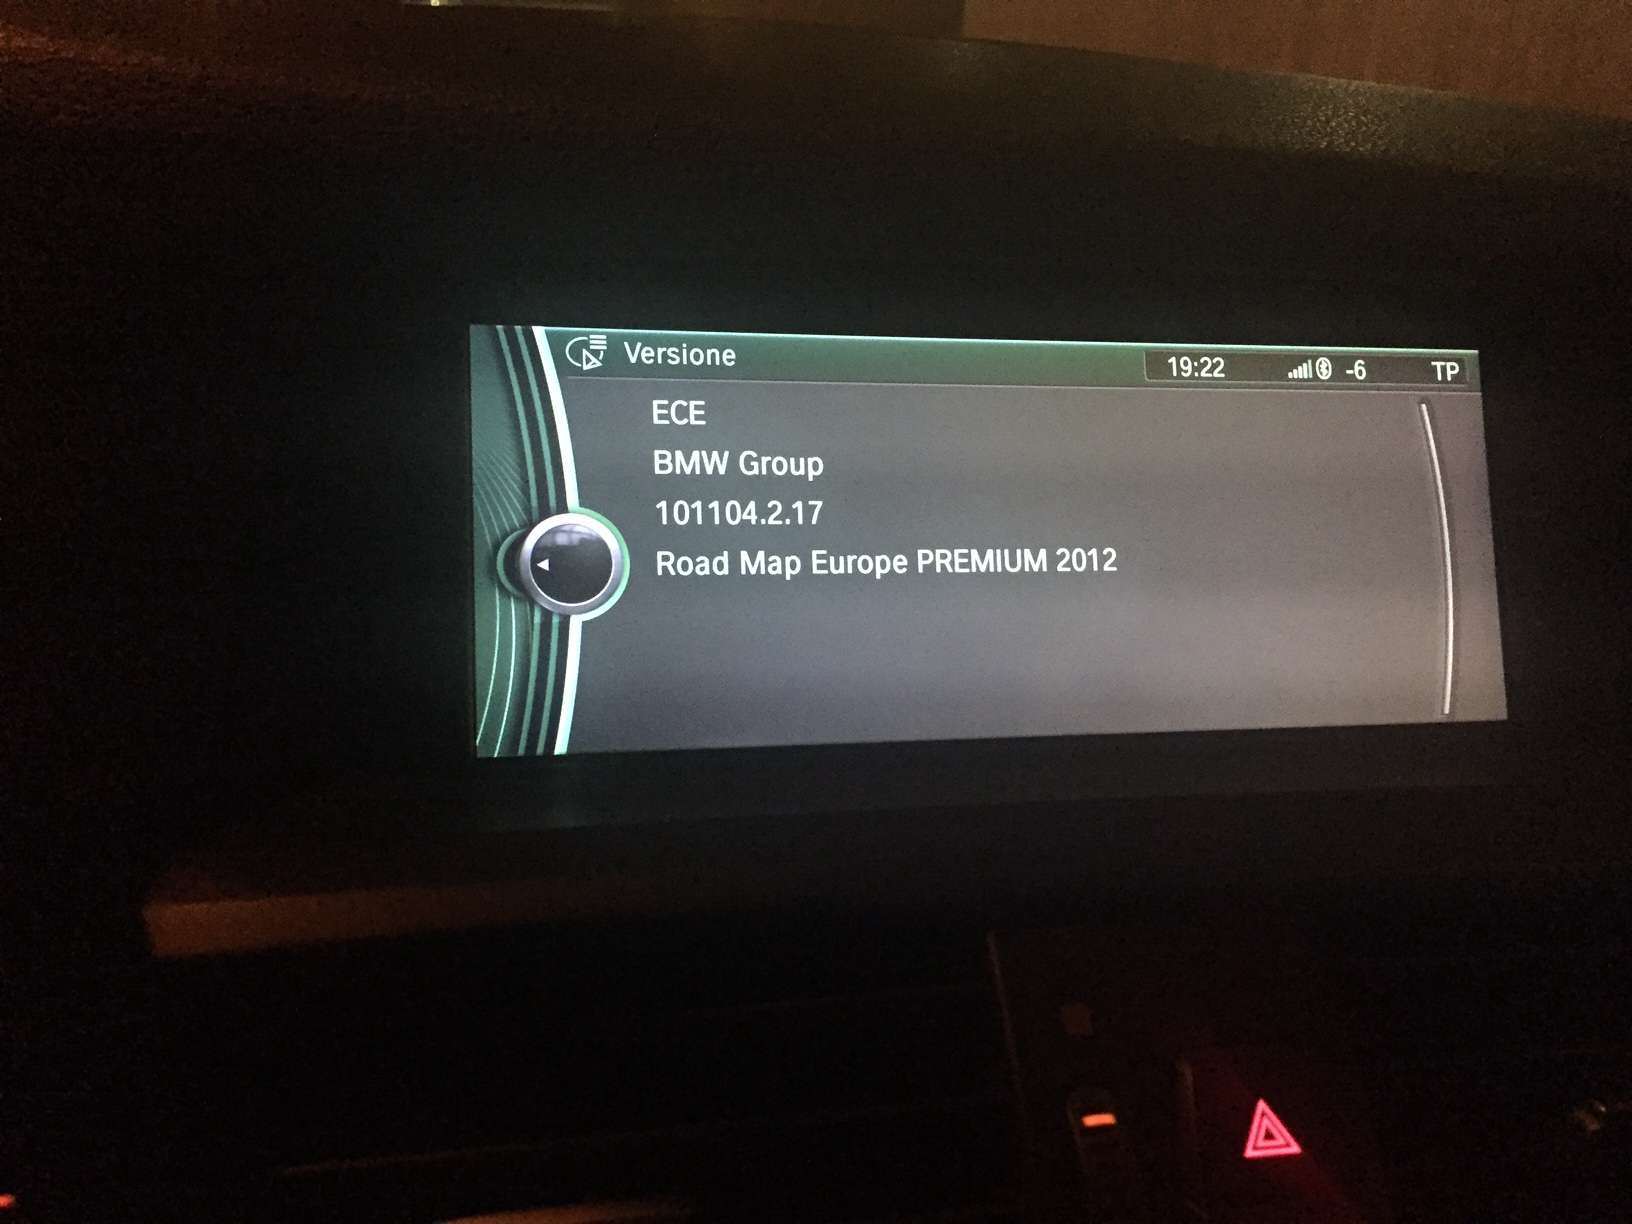 Versione
19:22 -6 TP
ECE
BMW Group
101104.2.17
Road Map Europe PREMIUM 2012